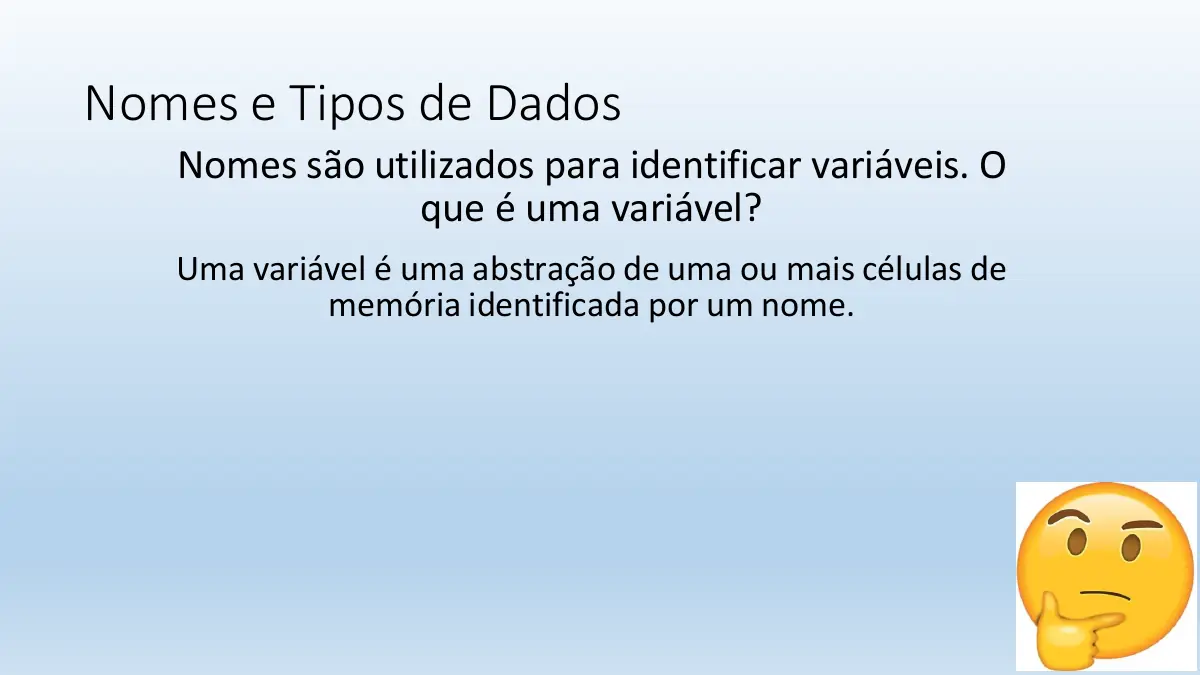 Nomes e Tipos de Dados
Nomes são utilizados para identificar variáveis. O
que é uma variável?
Uma variável é uma abstração de uma ou mais células de
memória identificada por um nome.